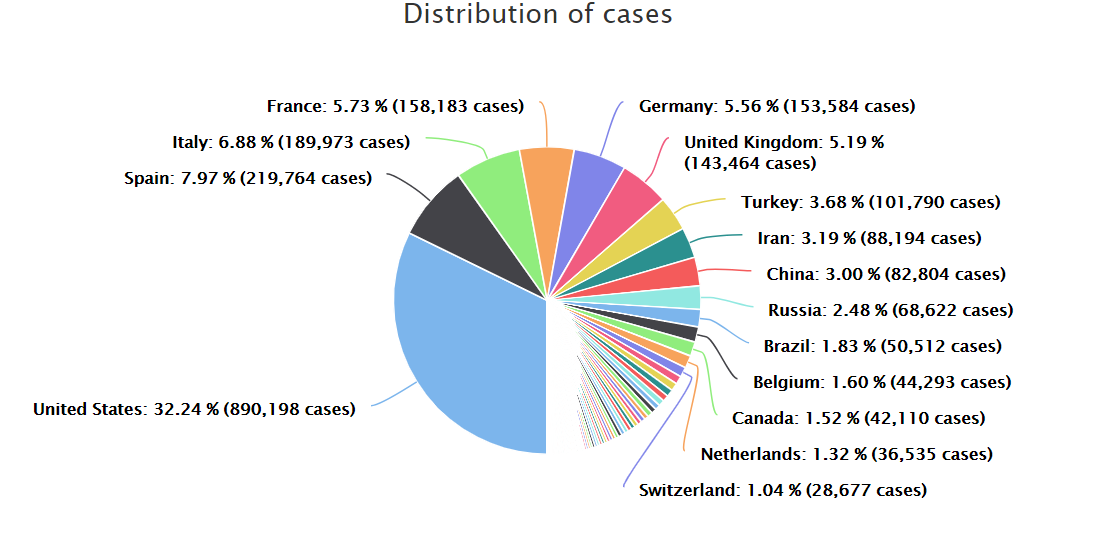 Distribution of cases
France: 5.73 % (158,183 cases)
Germany: 5.56 % (153,584 cases)
Italy: 6.88 % (189,973 cases)
United Kingdom: 5.19 %
(143,464 cases)
Spain: 7.97 % (219,764 cases)
Turkey: 3.68 % (101,790 cases)
Iran: 3.19 % (88,194 cases)
China: 3.00 % (82,804 cases)
Russia: 2.48 % (68,622 cases)
Brazil: 1.83 % (50,512 cases)
Belgium: 1.60 % (44,293 cases)
United States: 32.24 % (890,198 cases)
Canada: 1.52 % (42,110 cases)
Netherlands: 1.32 % (36,535 cases)
Switzerland: 1.04 % (28,677 cases)